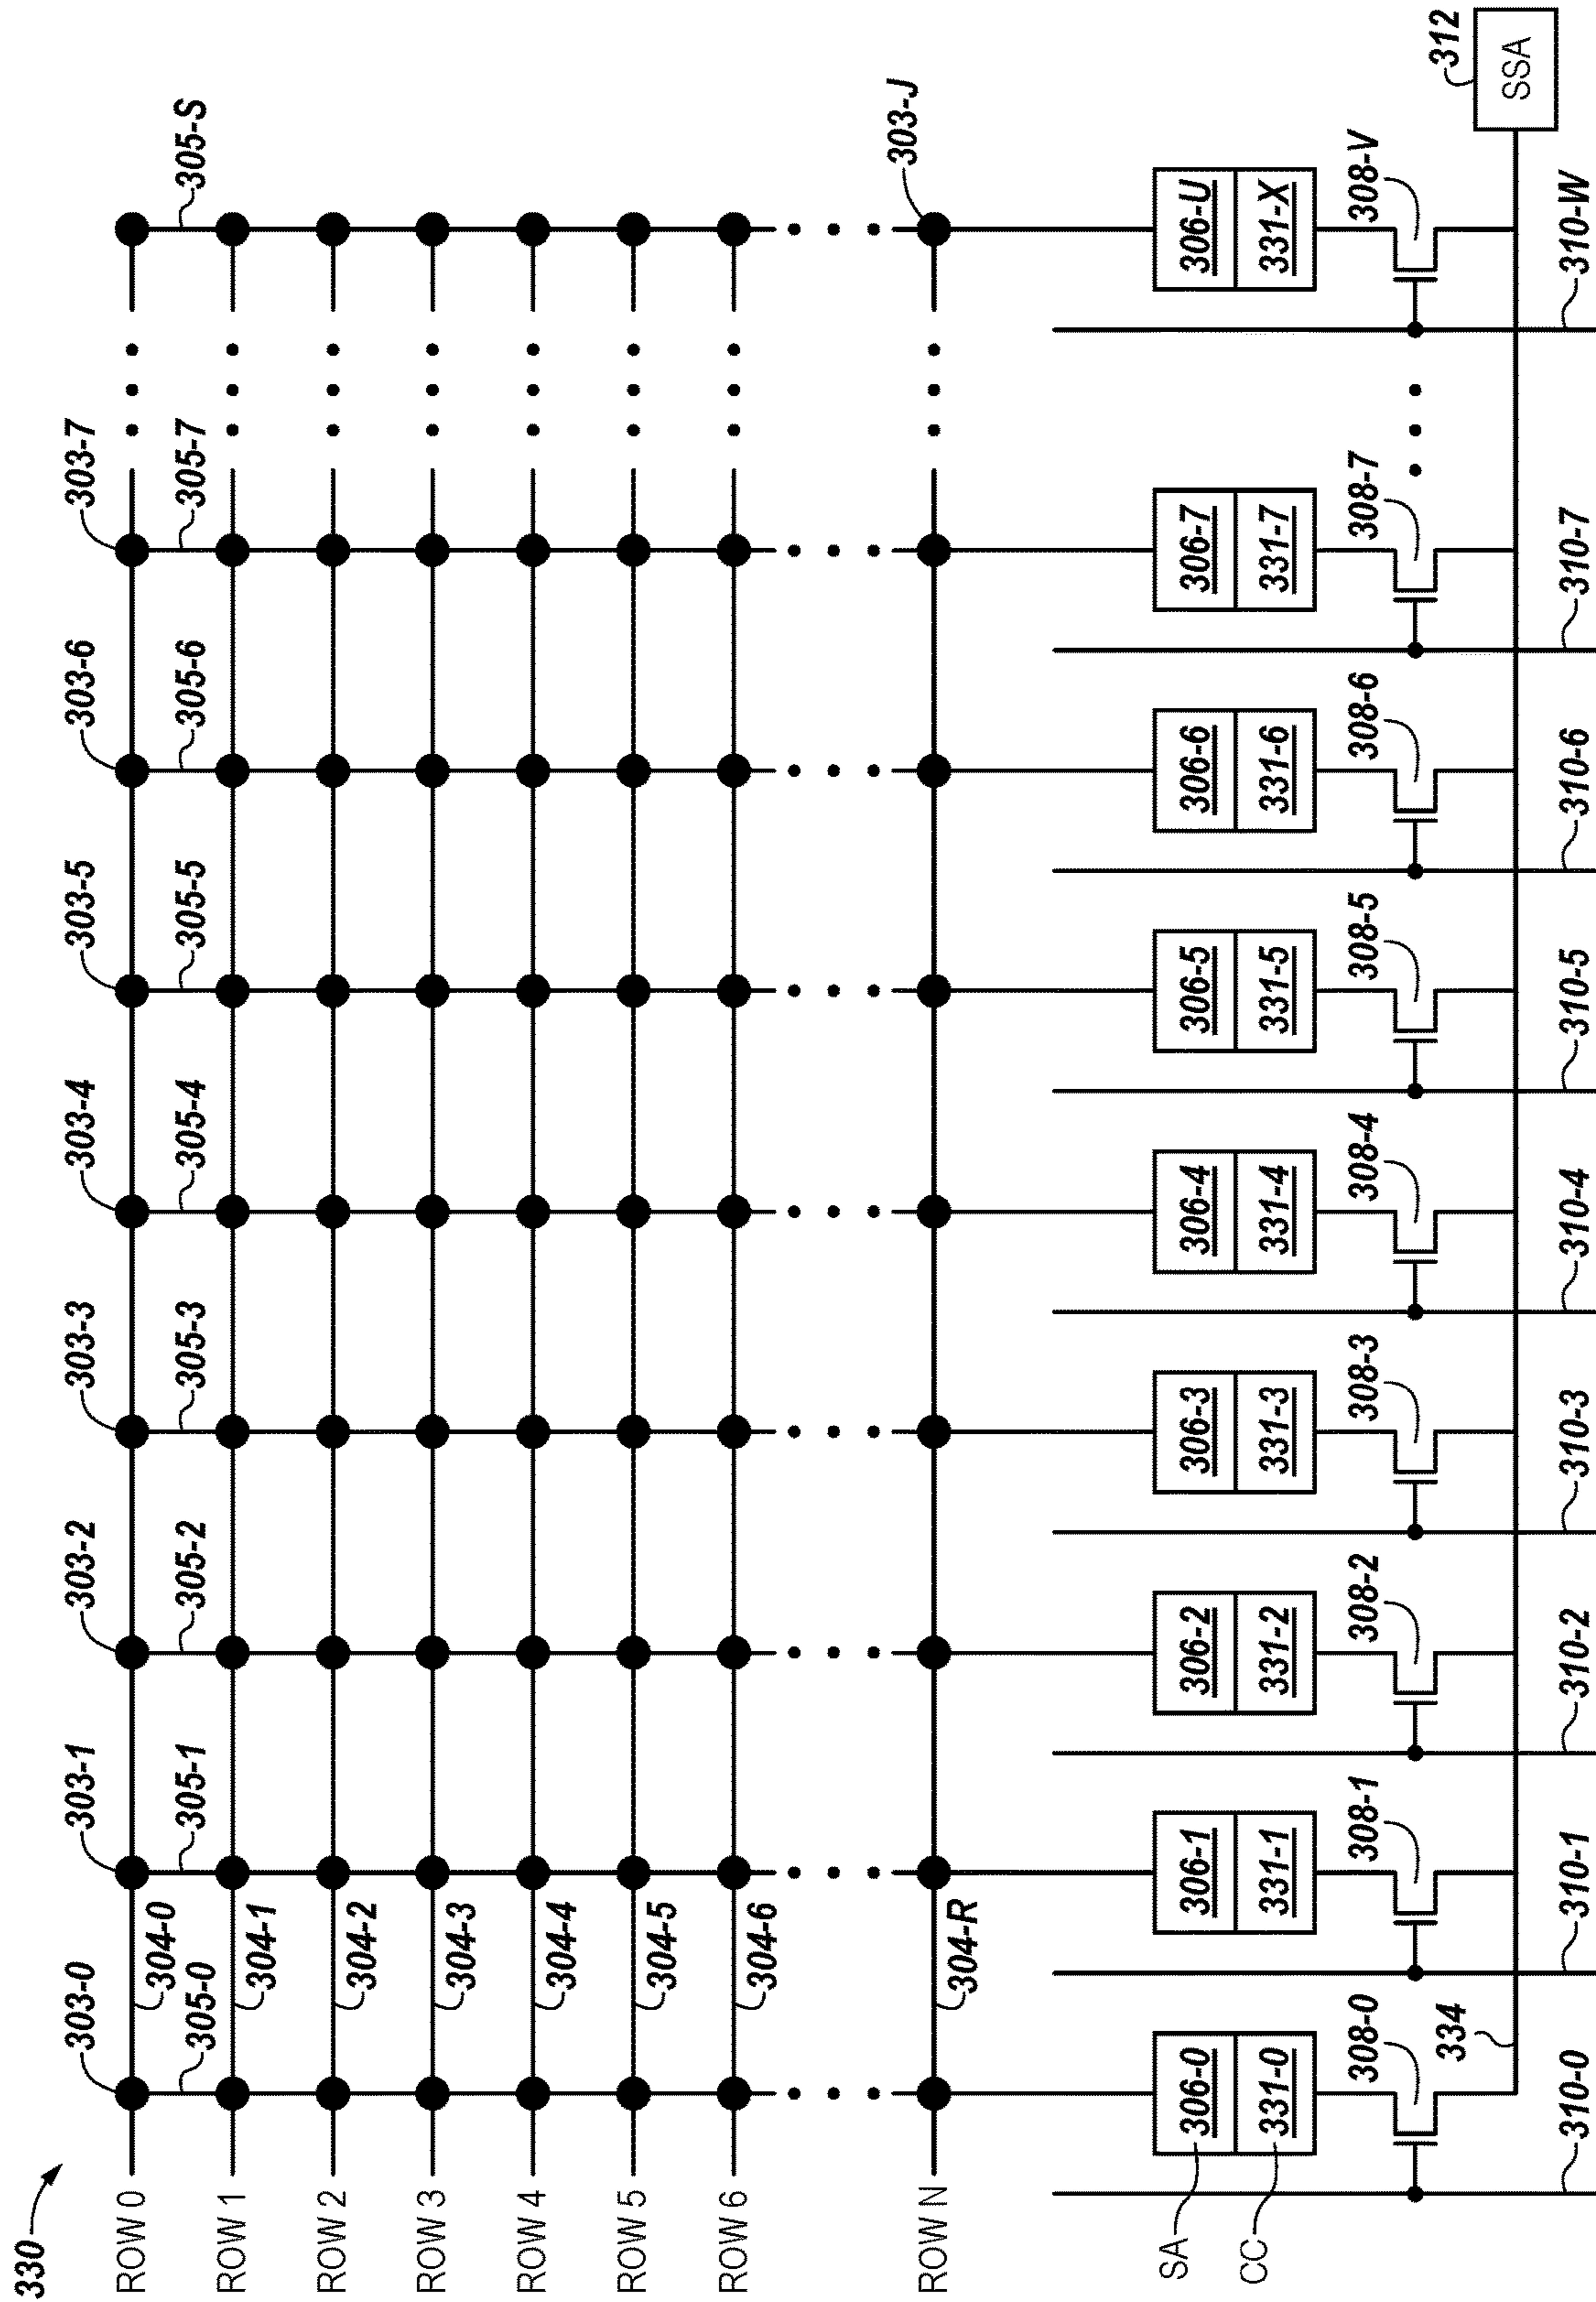 330
303-0 303-1 303-2 303-3 303-4 303-5 303-6 303-7
305-0 305-1 305-2 305-3 305-4 305-5 305-6 305-7 305-S
ROW 0 304-0
ROW 1 304-1
ROW 2 304-2
ROW 3 304-3
ROW 4 304-4
ROW 5 304-5
ROW 6 304-6
303-J
ROW N 304-R
SA 306-0 306-1 306-2 306-3 306-4 306-5 306-6 306-7 306-U
CC 331-0 331-1 331-2 331-3 331-4 331-5 331-6 331-7 331-X
308-0 308-1 308-2 308-3 308-4 308-5 308-6 308-7 308-V
334 312
SSA
310-0 310-1 310-2 310-3 310-4 310-5 310-6 310-7 310-W